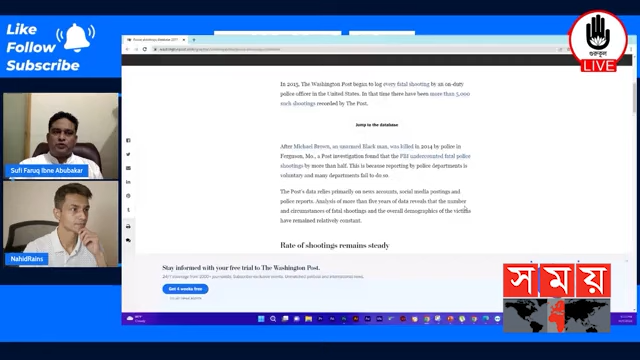 Like
Follow
Subscribe
গুরুকুল
LIVE
Sufi Faruq Ibne Abubakar
NahidRains
In 2015, The Washington Post began to log every fatal shooting by an on-duty
police officer in the United States. In that time there have been more than 5,000
such shootings recorded by The Post.
Jump to the database
After Michael Brown, an unarmed Black man, was killed in 2014 by police in
Ferguson, Mo., a Post investigation found that the FBI undercounted fatal police
shootings by more than half. This is because reporting by police departments is
voluntary and many departments fail to do so.
The Post's data relies primarily on news accounts, social media postings and
police reports. Analysis of more than five years of data reveals that the number
and circumstances of fatal shootings and the overall demographics of the victims
have remained relatively constant.
Rate of shootings remains steady
Stay informed with your free trial to The Washington Post.
Get 4 weeks free
সময়